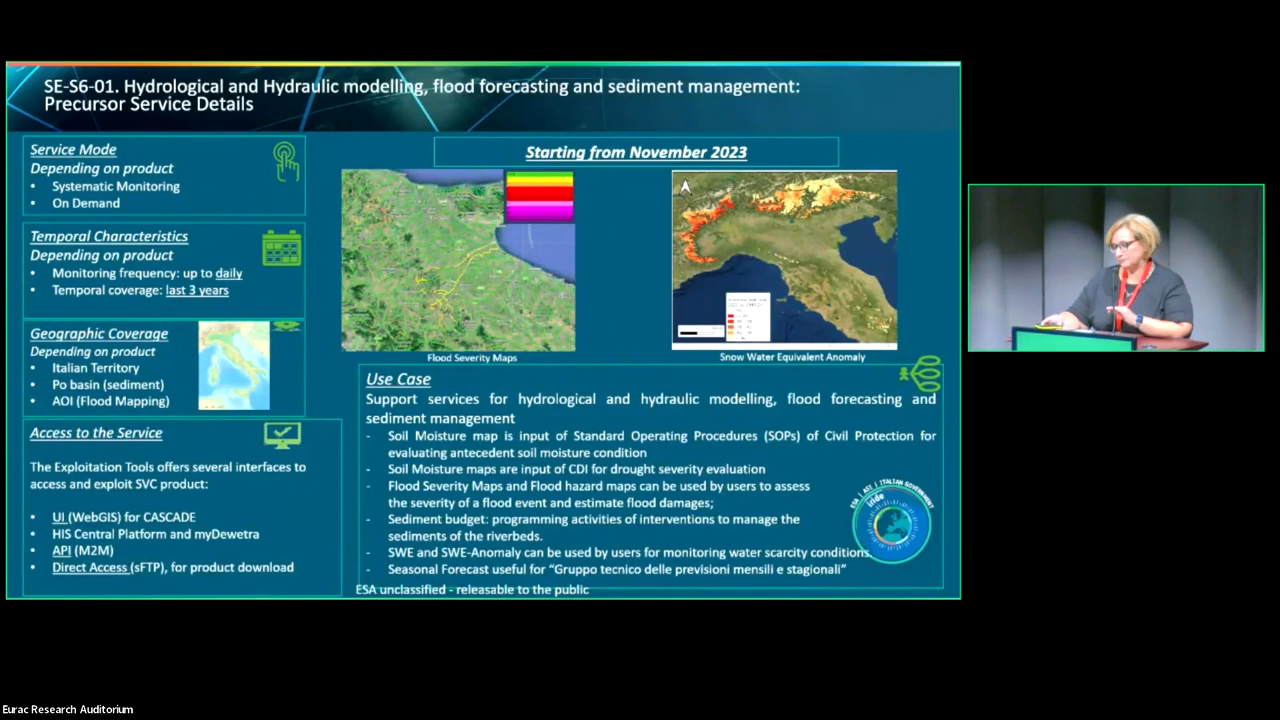 SE-S6-01. Hydrological and Hydraulic modelling, flood forecasting and sediment management:
Precursor Service Details
Service Mode
Depending on product
• Systematic Monitoring
• On Demand
Temporal Characteristics
Depending on product
• Monitoring frequency: up to daily
• Temporal coverage: last 3 years
Geographic Coverage
Depending on product
• Italian Territory
• Po basin (sediment)
• AOI (Flood Mapping)
Access to the Service
The Exploitation Tools offers several interfaces to
access and exploit SVC product:
• UI (WebGIS) for CASCADE
• HIS Central Platform and myDewetra
• API (M2M)
• Direct Access (sFTP), for product download
Starting from November 2023
Flood Severity Maps
Snow Water Equivalent Anomaly
Use Case
Support services for hydrological and hydraulic modelling, flood forecasting and
sediment management
- Soil Moisture map is input of Standard Operating Procedures (SOPs) of Civil Protection for
evaluating antecedent soil moisture condition
- Soil Moisture maps are input of CDI for drought severity evaluation
- Flood Severity Maps and Flood hazard maps can be used by users to assess
the severity of a flood event and estimate flood damages;
- Sediment budget: programming activities of interventions to manage the
sediments of the riverbeds.
- SWE and SWE-Anomaly can be used by users for monitoring water scarcity conditions.
- Seasonal Forecast useful for “Gruppo tecnico delle previsioni mensili e stagionali”
ESA | ASI | ITALIAN GOVERNMENT
iride
ESA unclassified - releasable to the public
Eurac Research Auditorium